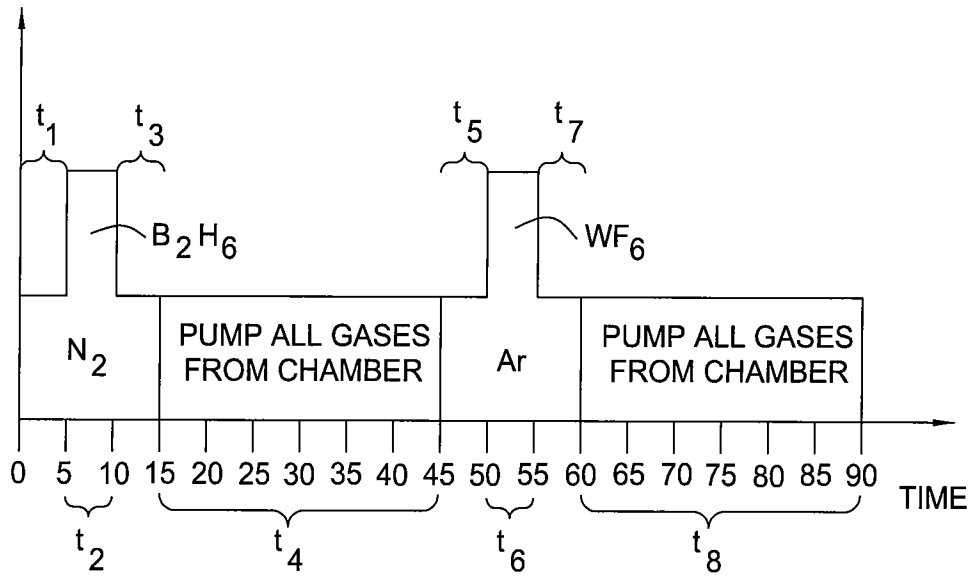 t1 t3 t5 t7
B2H6 WF6
N2 PUMP ALL GASES FROM CHAMBER Ar PUMP ALL GASES FROM CHAMBER
0 5 10 15 20 25 30 35 40 45 50 55 60 65 70 75 80 85 90 TIME
t2 t4 t6 t8